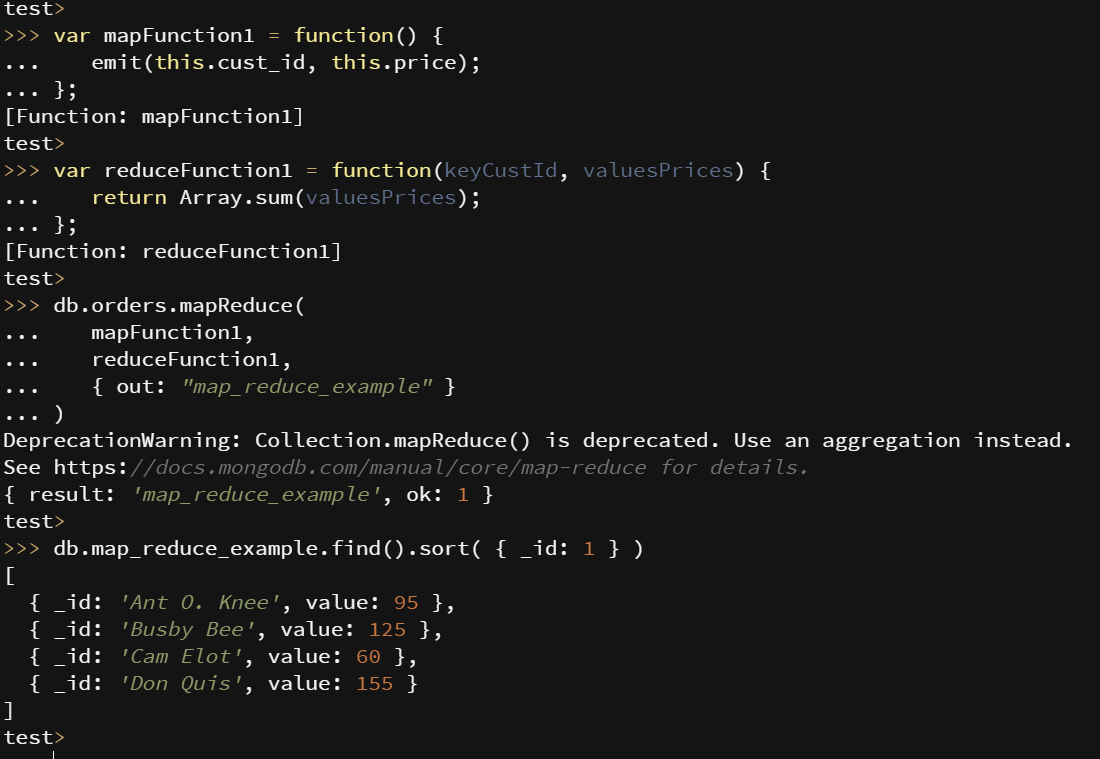 test>
>>> var mapFunction1 = function() {
...    emit(this.cust_id, this.price);
... };
[Function: mapFunction1]
test>
>>> var reduceFunction1 = function(keyCustId, valuesPrices) {
...    return Array.sum(valuesPrices);
... };
[Function: reduceFunction1]
test>
>>> db.orders.mapReduce(
...    mapFunction1,
...    reduceFunction1,
...    { out: "map_reduce_example" }
... )
DeprecationWarning: Collection.mapReduce() is deprecated. Use an aggregation instead.
See https://docs.mongodb.com/manual/core/map-reduce for details.
{ result: 'map_reduce_example', ok: 1 }
test>
>>> db.map_reduce_example.find().sort( { _id: 1 } )
[
  { _id: 'Ant O. Knee', value: 95 },
  { _id: 'Busby Bee', value: 125 },
  { _id: 'Cam Elot', value: 60 },
  { _id: 'Don Quis', value: 155 }
]
test>